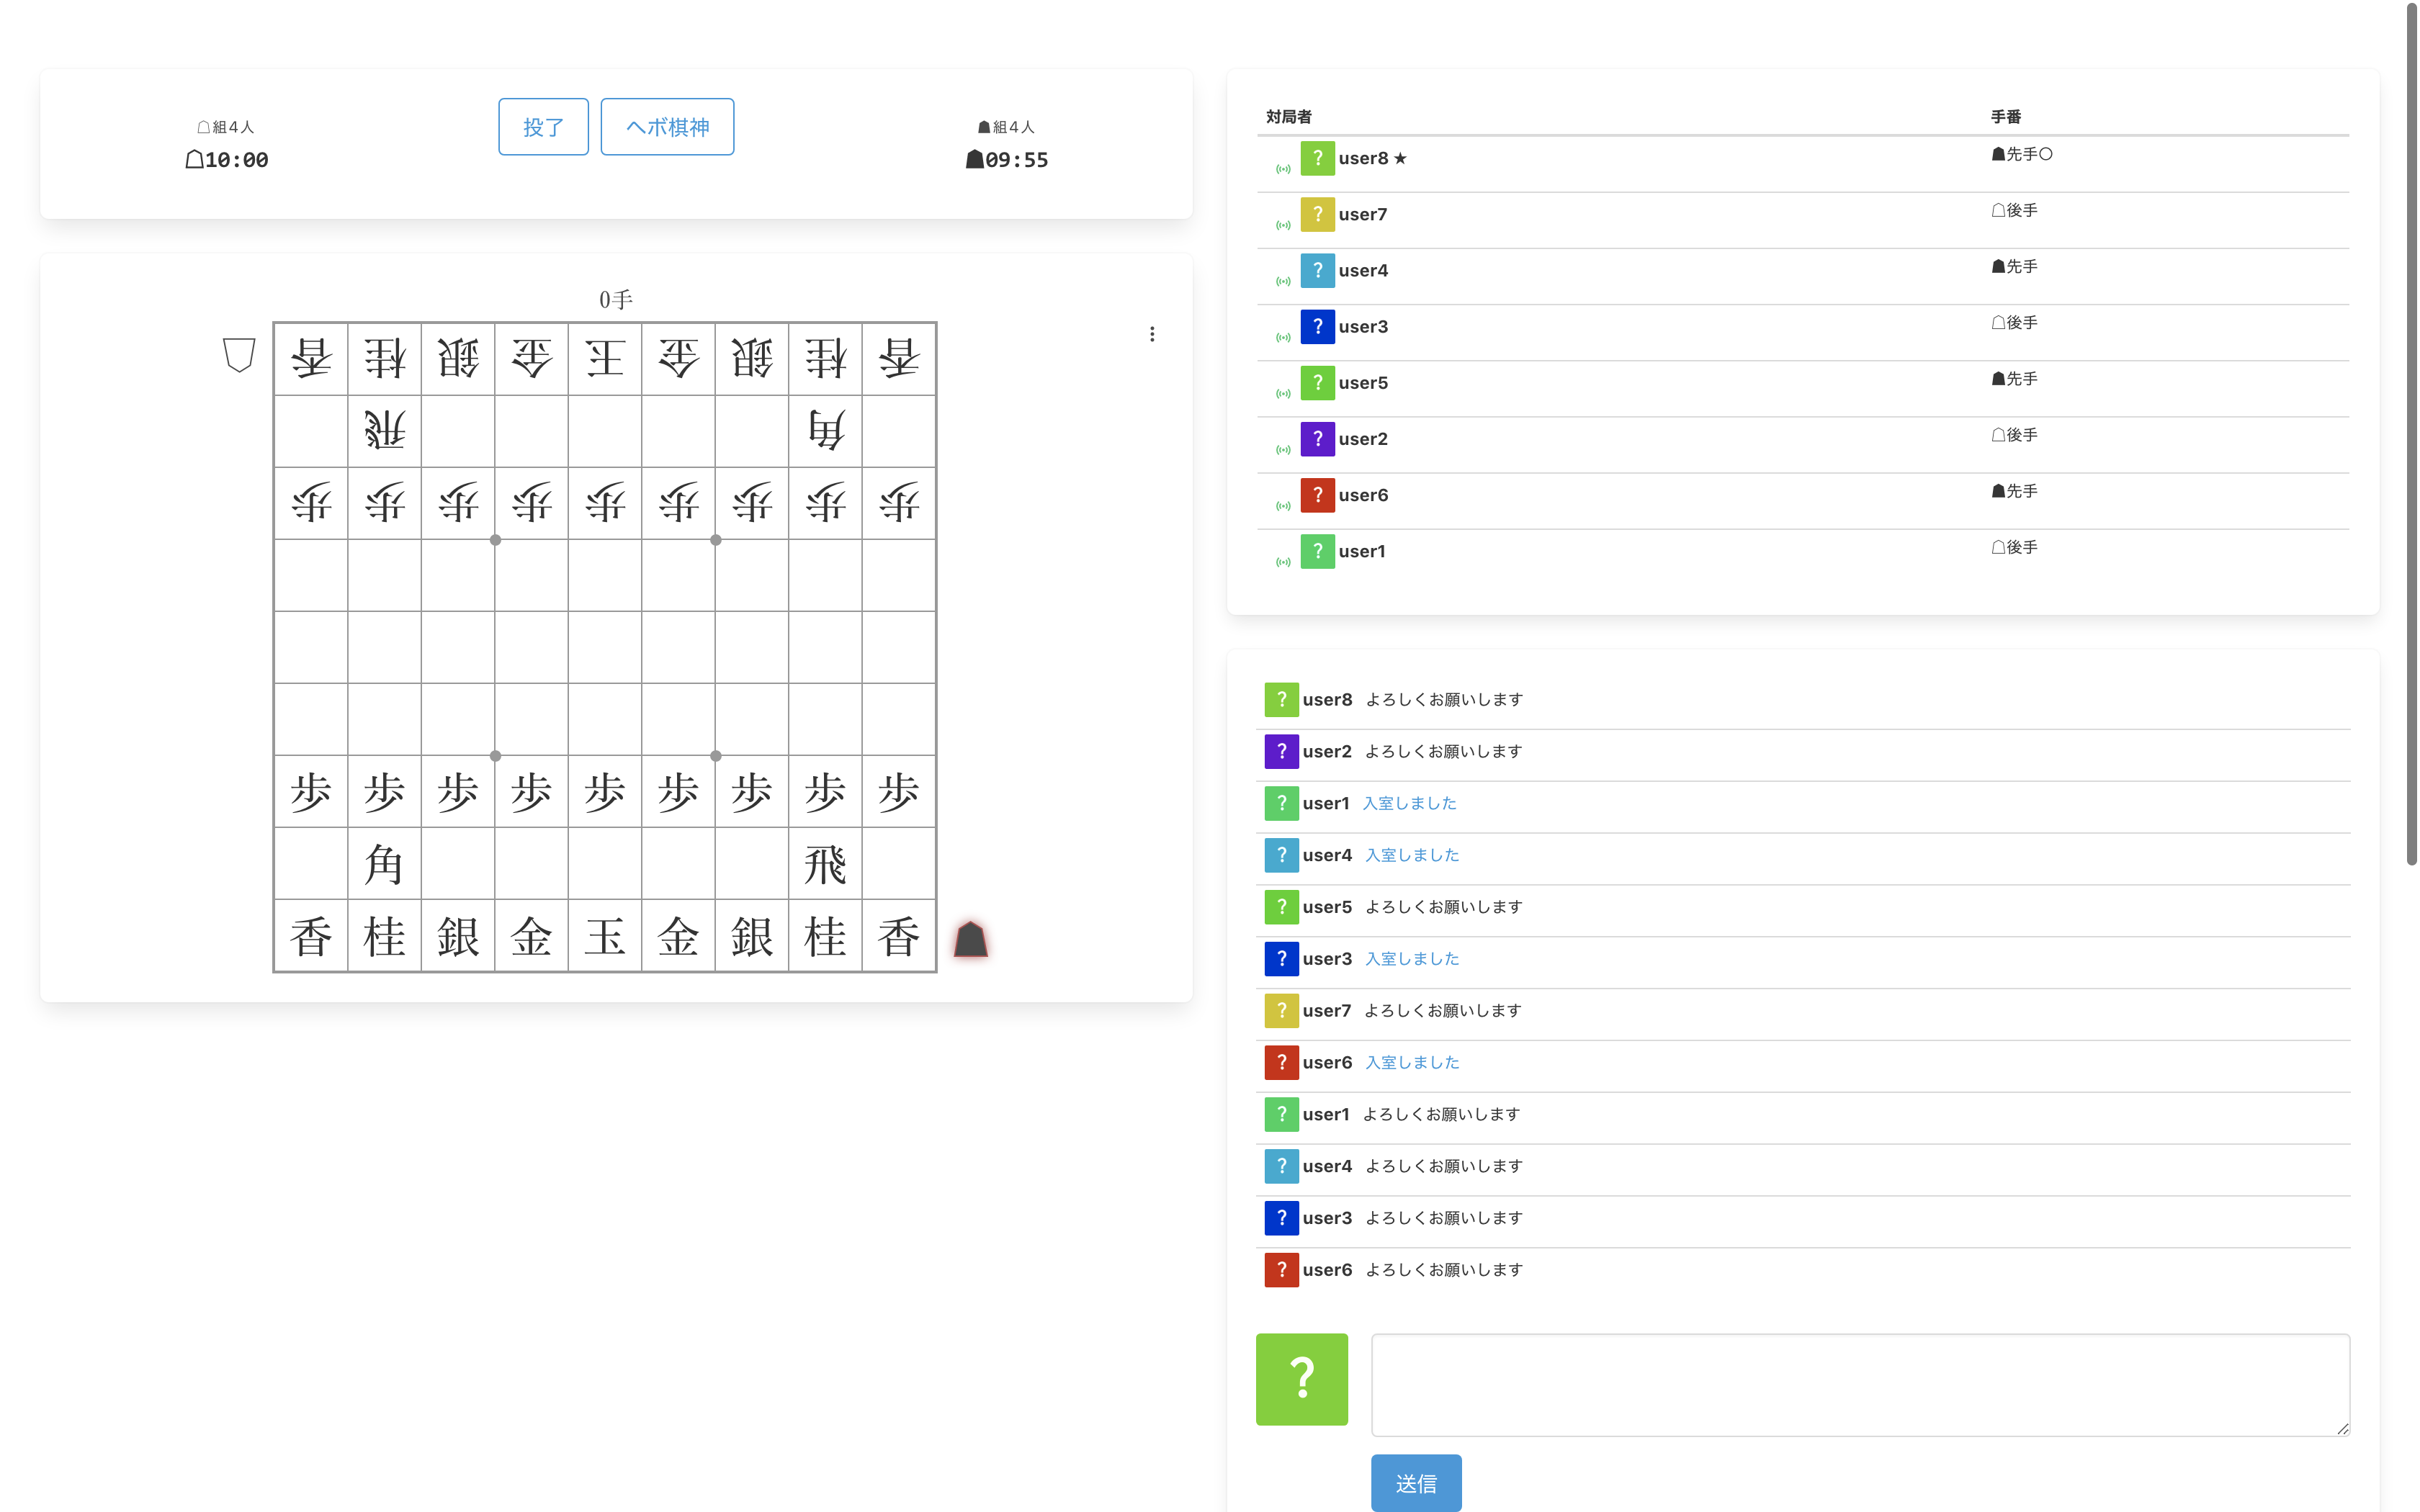 ☖組4人
☖10:00
投了
ヘボ棋神
☗組4人
☗09:55
0手
香桂銀金王金銀桂香
飛角
歩歩歩歩歩歩歩歩歩
歩歩歩歩歩歩歩歩歩
角飛
香桂銀金玉金銀桂香
対局者 手番
? user8 ★ ☗先手○
? user7 ☖後手
? user4 ☗先手
? user3 ☖後手
? user5 ☗先手
? user2 ☖後手
? user6 ☗先手
? user1 ☖後手
? user8 よろしくお願いします
? user2 よろしくお願いします
? user1 入室しました
? user4 入室しました
? user5 よろしくお願いします
? user3 入室しました
? user7 よろしくお願いします
? user6 入室しました
? user1 よろしくお願いします
? user4 よろしくお願いします
? user3 よろしくお願いします
? user6 よろしくお願いします
?
送信